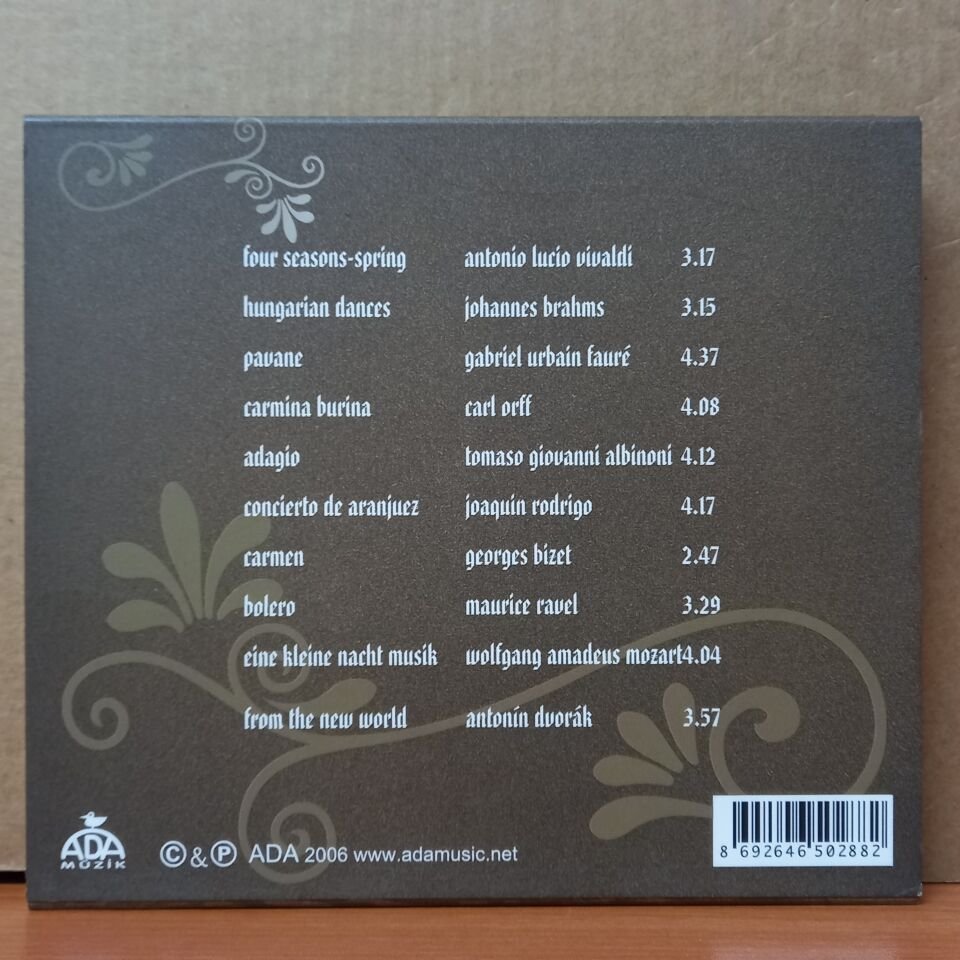 four seasons-spring antonio lucio vivaldi 3.17
hungarian dances johannes brahms 3.15
pavane gabriel urbain fauré 4.37
carmina burina carl orff 4.08
adagio tomaso giovanni albinoni 4.12
concierto de aranjuez joaquin rodrigo 4.17
carmen georges bizet 2.47
bolero maurice ravel 3.29
eine kleine nacht musik wolfgang amadeus mozart 4.04
from the new world antonín dvorák 3.57
ADA
MÜZİK
© & ℗ ADA 2006 www.adamusic.net
8 692646 502882